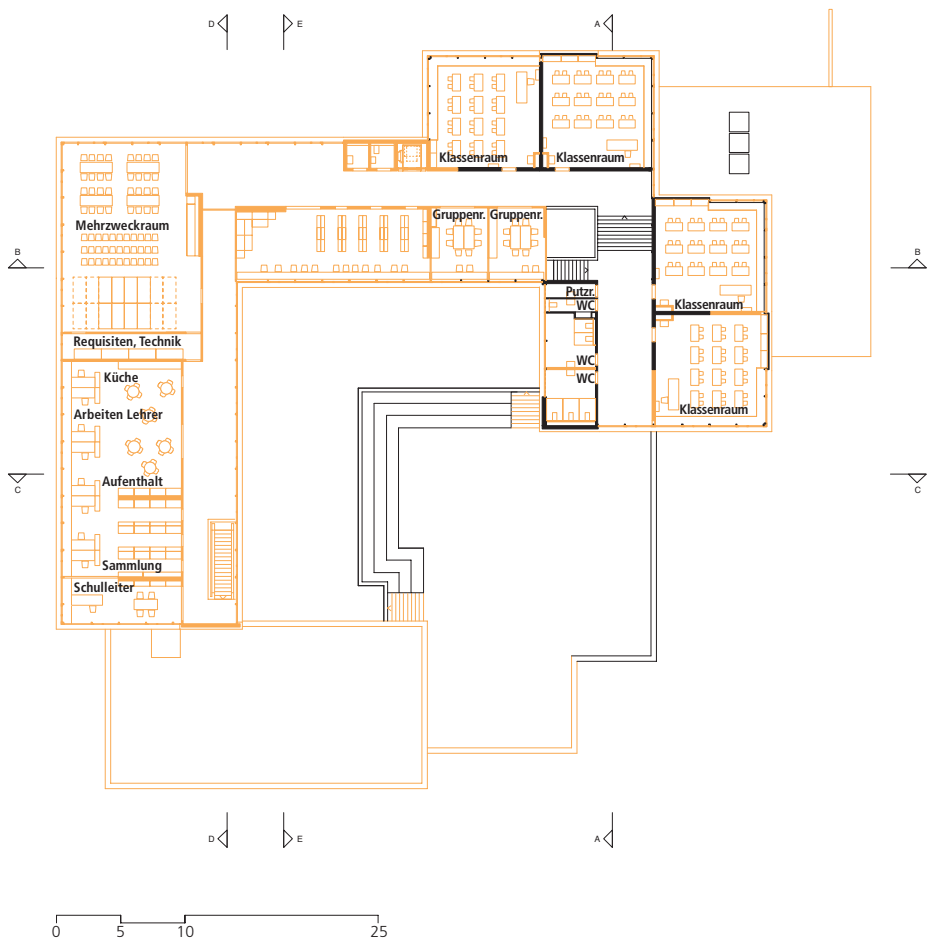 D
E
A
Klassenraum
Klassenraum
Mehrzweckraum
Gruppenr.
Gruppenr.
B
B
Putzr.
WC
Klassenraum
Requisiten, Technik
WC
Küche
WC
Arbeiten Lehrer
Klassenraum
Aufenthalt
C
C
Sammlung
Schulleiter
D
E
A
0
5
10
25